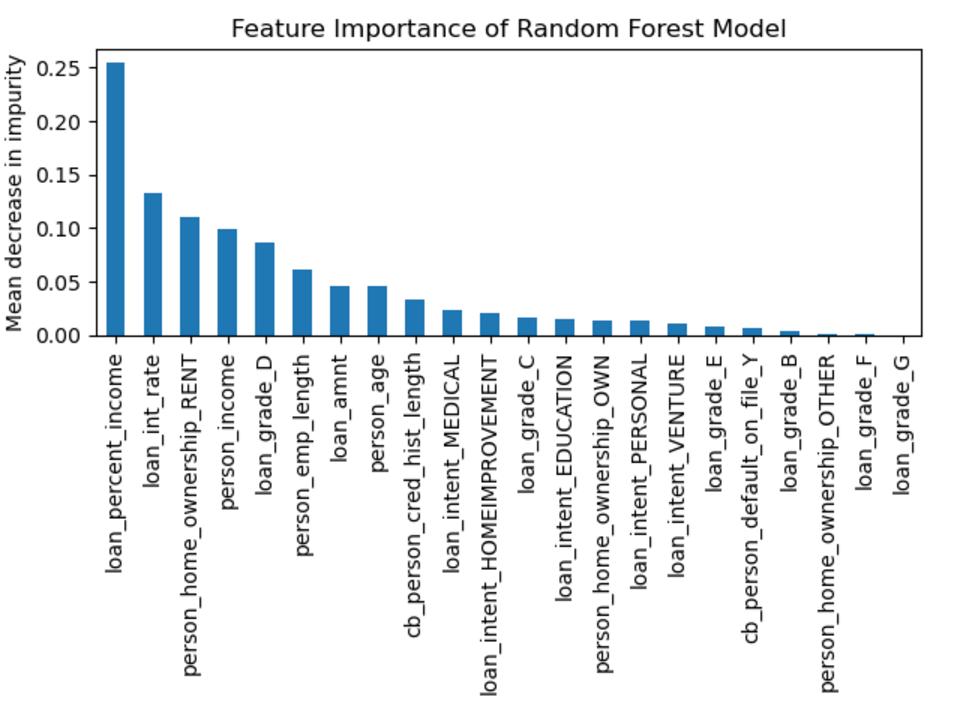 Feature Importance of Random Forest Model
Mean decrease in impurity
0.25
0.20
0.15
0.10
0.05
0.00
loan_percent_income
loan_int_rate
person_home_ownership_RENT
person_income
loan_grade_D
person_emp_length
loan_amnt
person_age
cb_person_cred_hist_length
loan_intent_MEDICAL
loan_intent_HOMEIMPROVEMENT
loan_grade_C
loan_intent_EDUCATION
person_home_ownership_OWN
loan_intent_PERSONAL
loan_intent_VENTURE
loan_grade_E
cb_person_default_on_file_Y
loan_grade_B
person_home_ownership_OTHER
loan_grade_F
loan_grade_G